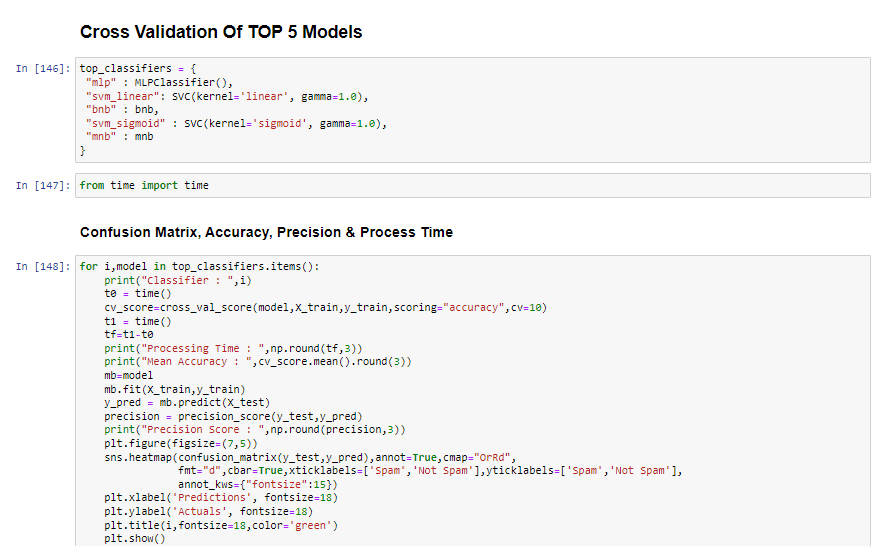 Cross Validation Of TOP 5 Models
In [146]: top_classifiers = {
"mlp" : MLPClassifier(),
"svm_linear": SVC(kernel='linear', gamma=1.0),
"bnb" : bnb,
"svm_sigmoid" : SVC(kernel='sigmoid', gamma=1.0),
"mnb" : mnb
}
In [147]: from time import time
Confusion Matrix, Accuracy, Precision & Process Time
In [148]: for i,model in top_classifiers.items():
print("Classifier : ",i)
t0 = time()
cv_score=cross_val_score(model,X_train,y_train,scoring="accuracy",cv=10)
t1 = time()
tf=t1-t0
print("Processing Time : ",np.round(tf,3))
print("Mean Accuracy : ",cv_score.mean().round(3))
mb=model
mb.fit(X_train,y_train)
y_pred = mb.predict(X_test)
precision = precision_score(y_test,y_pred)
print("Precision Score : ",np.round(precision,3))
plt.figure(figsize=(7,5))
sns.heatmap(confusion_matrix(y_test,y_pred),annot=True,cmap="OrRd",
fmt="d",cbar=True,xticklabels=['Spam','Not Spam'],yticklabels=['Spam','Not Spam'],
annot_kws={"fontsize":15})
plt.xlabel('Predictions', fontsize=18)
plt.ylabel('Actuals', fontsize=18)
plt.title(i,fontsize=18,color='green')
plt.show()